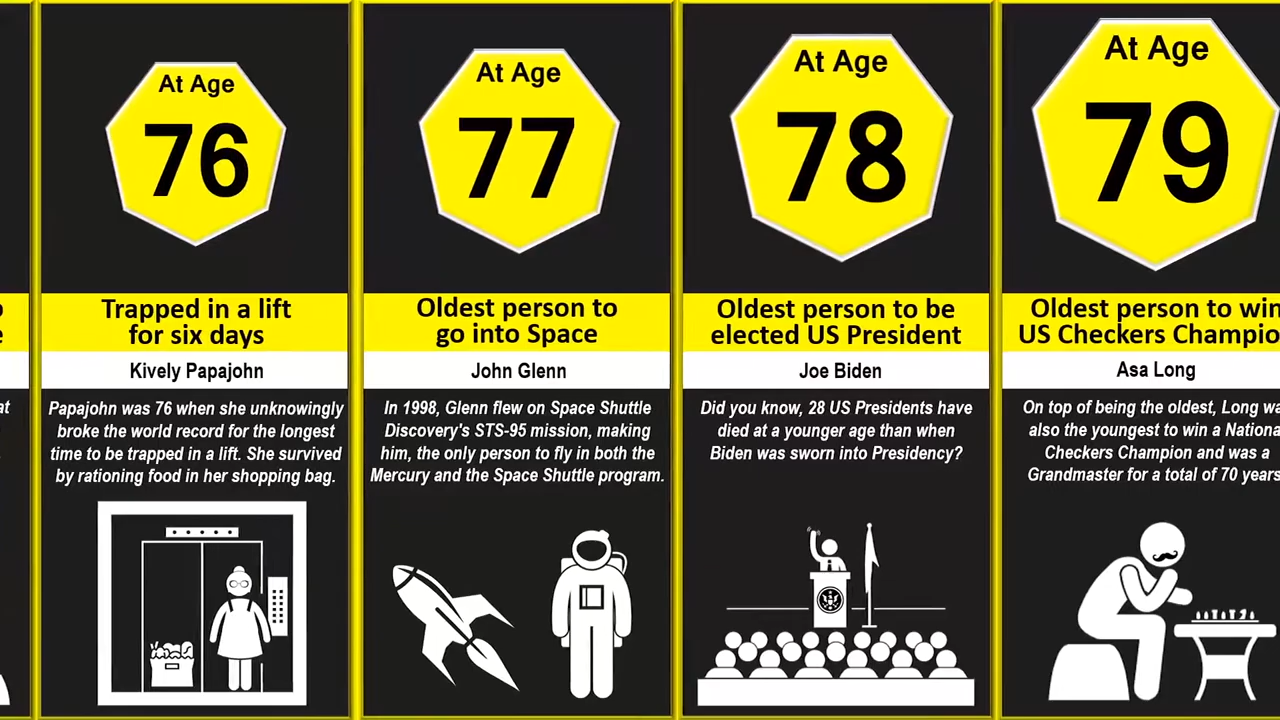 At Age
76
Trapped in a lift
for six days
Kively Papajohn
Papajohn was 76 when she unknowingly
broke the world record for the longest
time to be trapped in a lift. She survived
by rationing food in her shopping bag.
At Age
77
Oldest person to
go into Space
John Glenn
In 1998, Glenn flew on Space Shuttle
Discovery's STS-95 mission, making
him, the only person to fly in both the
Mercury and the Space Shuttle program.
At Age
78
Oldest person to be
elected US President
Joe Biden
Did you know, 28 US Presidents have
died at a younger age than when
Biden was sworn into Presidency?
At Age
79
Oldest person to win
US Checkers Champio
Asa Long
On top of being the oldest, Long wa
also the youngest to win a Nationa
Checkers Champion and was a
Grandmaster for a total of 70 years